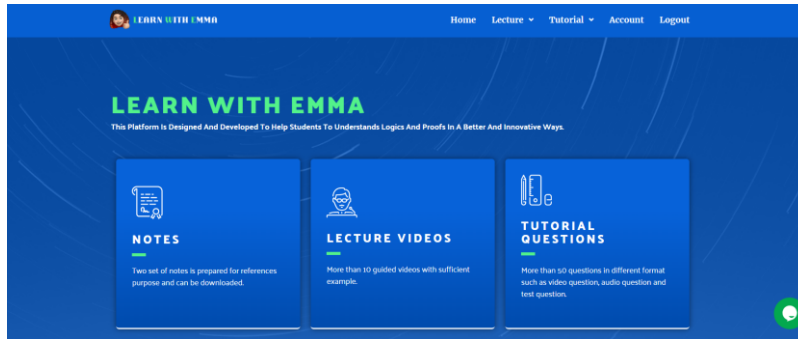 LEARN WITH EMMA
Home Lecture Tutorial Account Logout
LEARN WITH EMMA
This Platform Is Designed And Developed To Help Students To Understands Logics And Proofs In A Better And Innovative Ways.
NOTES
Two set of notes is prepared for references
purpose and can be downloaded.
LECTURE VIDEOS
More than 10 guided videos with sufficient
example.
TUTORIAL
QUESTIONS
More than 50 questions in different format
such as video question, audio question and
test question.